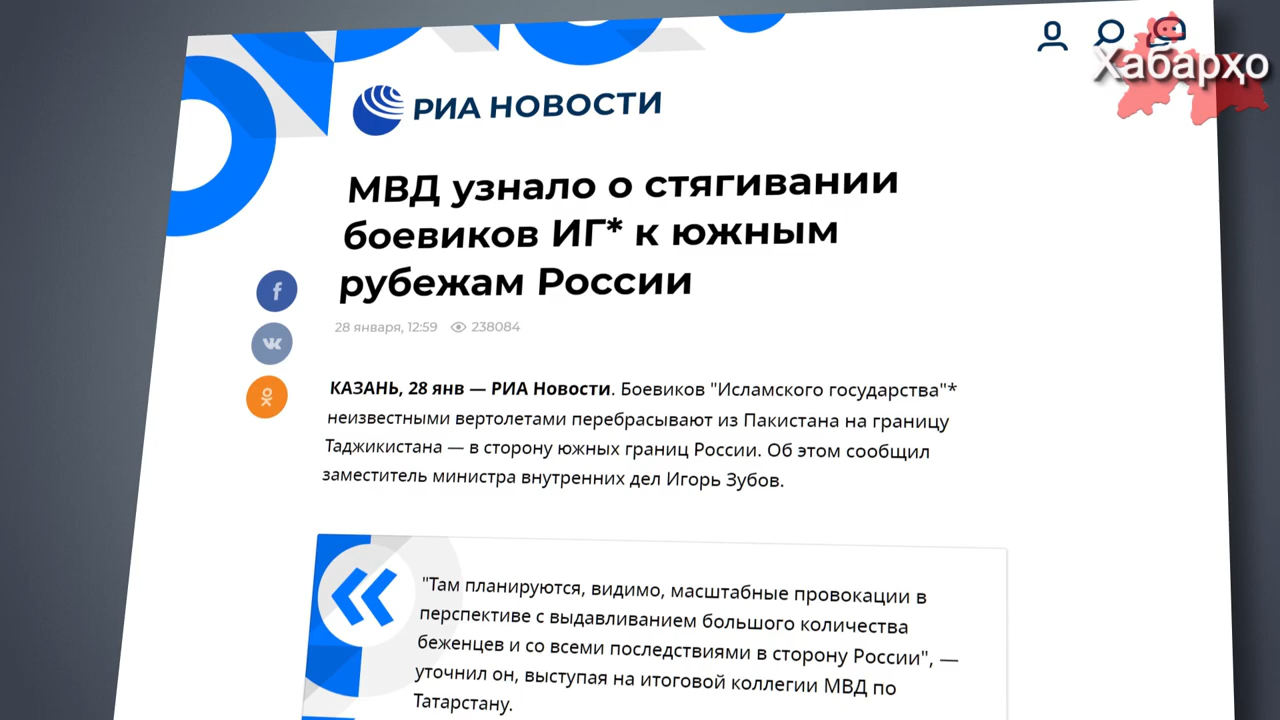 Хабарҳо
РИА НОВОСТИ
МВД узнало о стягивании
боевиков ИГ* к южным
рубежам России
28 января, 12:59 238084
КАЗАНЬ, 28 янв — РИА Новости. Боевиков "Исламского государства"*
неизвестными вертолетами перебрасывают из Пакистана на границу
Таджикистана — в сторону южных границ России. Об этом сообщил
заместитель министра внутренних дел Игорь Зубов.
"Там планируются, видимо, масштабные провокации в
перспективе с выдавливанием большого количества
беженцев и со всеми последствиями в сторону России", —
уточнил он, выступая на итоговой коллегии МВД по
Татарстану.